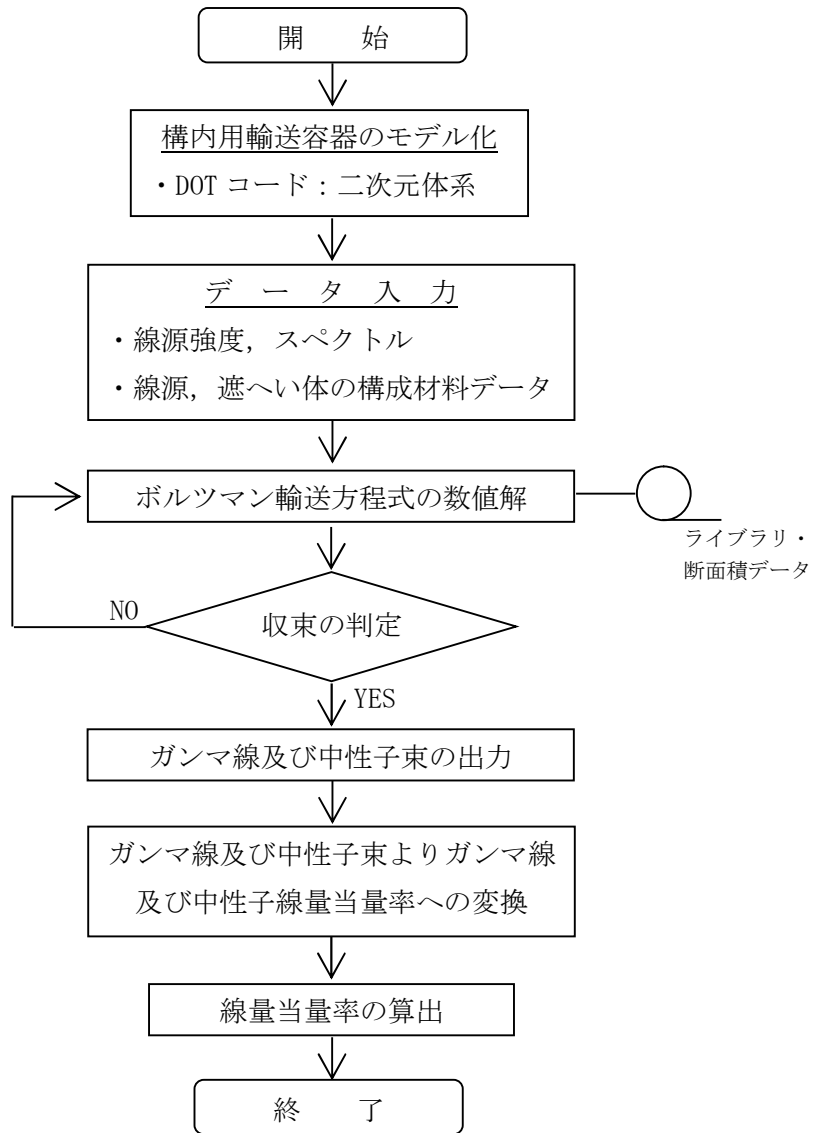 開　　始
構内用輸送容器のモデル化
・DOT コード：二次元体系
デ　ー　タ　入　力
・線源強度，スペクトル
・線源，遮へい体の構成材料データ
ボルツマン輸送方程式の数値解
ライブラリ・
断面積データ
NO
収束の判定
YES
ガンマ線及び中性子束の出力
ガンマ線及び中性子束よりガンマ線
及び中性子線量当量率への変換
線量当量率の算出
終　　了